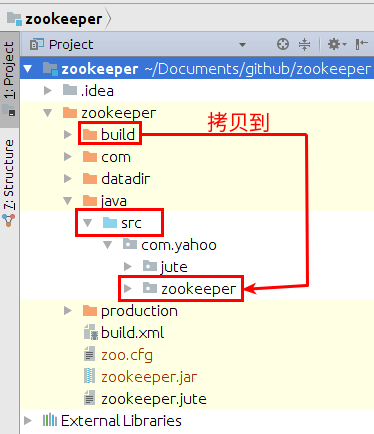 zookeeper
Project
1: Project
7: Structure
zookeeper ~/Documents/github/zookeeper
.idea
zookeeper
build
拷贝到
com
datadir
java
src
com.yahoo
jute
zookeeper
production
build.xml
zoo.cfg
zookeeper.jar
zookeeper.jute
External Libraries